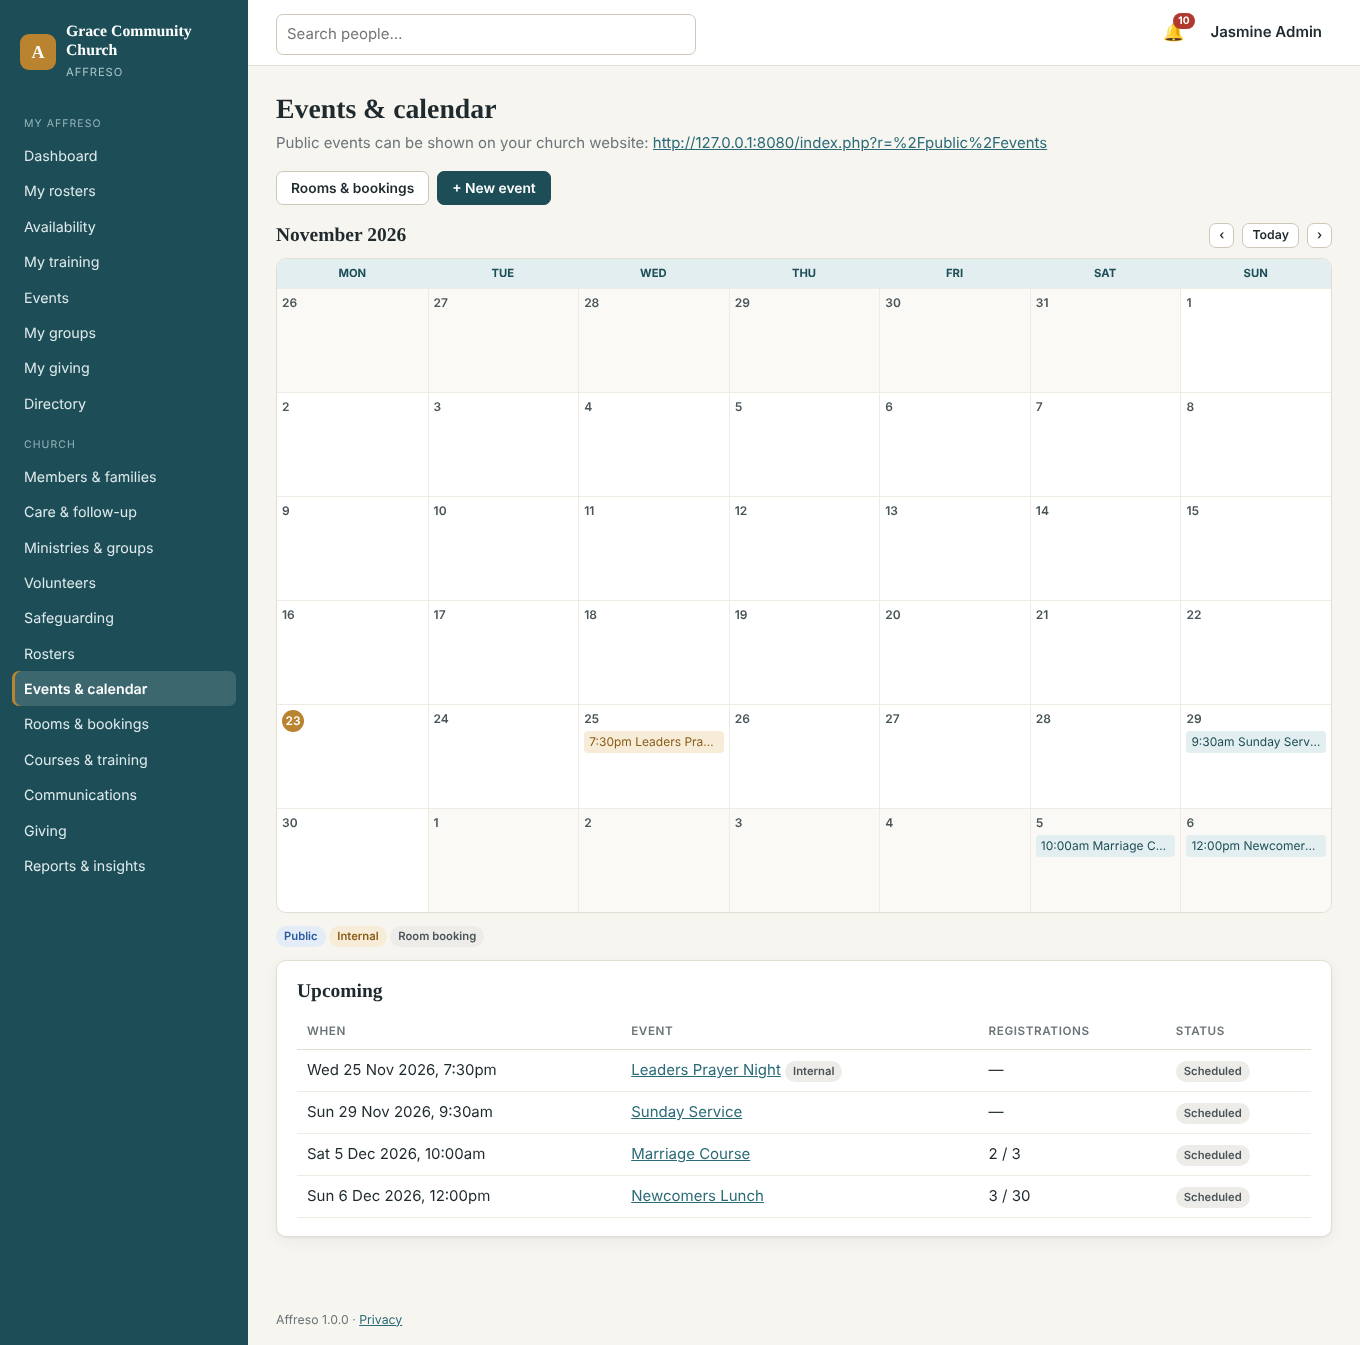 A
Grace Community
Church
AFFRESO
MY AFFRESO
Dashboard
My rosters
Availability
My training
Events
My groups
My giving
Directory
CHURCH
Members & families
Care & follow-up
Ministries & groups
Volunteers
Safeguarding
Rosters
Events & calendar
Rooms & bookings
Courses & training
Communications
Giving
Reports & insights
Search people...
10
Jasmine Admin
Events & calendar
Public events can be shown on your church website: http://127.0.0.1:8080/index.php?r=%2Fpublic%2Fevents
Rooms & bookings + New event
November 2026 ‹ Today ›
MON TUE WED THU FRI SAT SUN
26 27 28 29 30 31 1
2 3 4 5 6 7 8
9 10 11 12 13 14 15
16 17 18 19 20 21 22
23 24 25 26 27 28 29
7:30pm Leaders Pra... 9:30am Sunday Serv...
30 1 2 3 4 5 6
10:00am Marriage C... 12:00pm Newcomer...
Public Internal Room booking
Upcoming
WHEN EVENT REGISTRATIONS STATUS
Wed 25 Nov 2026, 7:30pm Leaders Prayer Night Internal — Scheduled
Sun 29 Nov 2026, 9:30am Sunday Service — Scheduled
Sat 5 Dec 2026, 10:00am Marriage Course 2 / 3 Scheduled
Sun 6 Dec 2026, 12:00pm Newcomers Lunch 3 / 30 Scheduled
Affreso 1.0.0 · Privacy